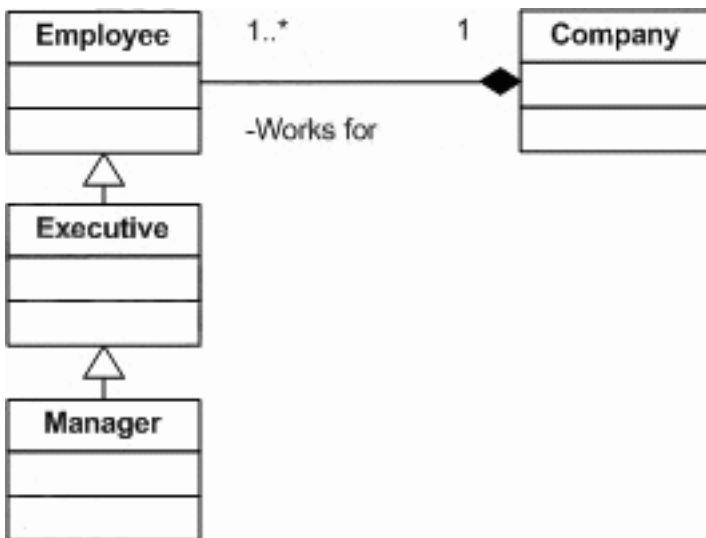 Employee
1..*
1
Company
-Works for
Executive
Manager